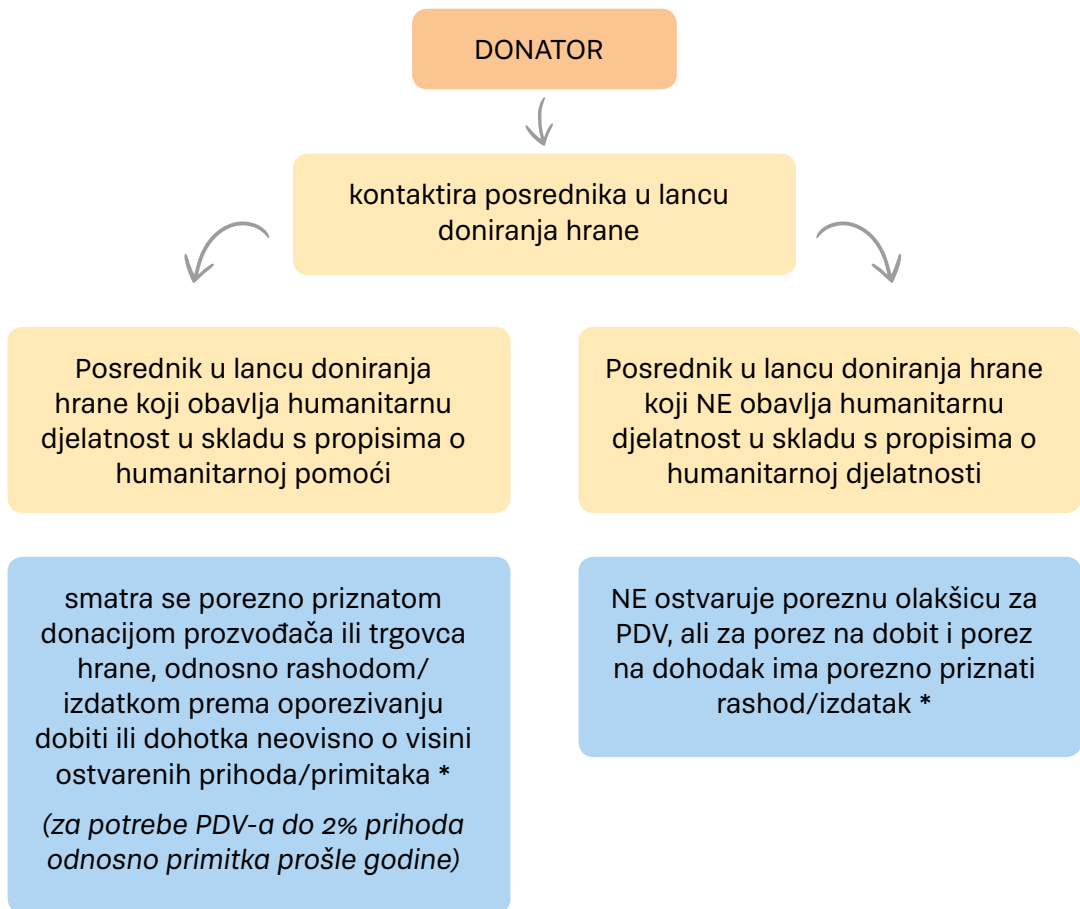 DONATOR
kontaktira posrednika u lancu
doniranja hrane
Posrednik u lancu doniranja
hrane koji obavlja humanitarnu
djelatnost u skladu s propisima o
humanitarnoj pomoći
Posrednik u lancu doniranja hrane
koji NE obavlja humanitarnu
djelatnost u skladu s propisima o
humanitarnoj djelatnosti
smatra se porezno priznatom
donacijom prozvođača ili trgovca
hrane, odnosno rashodom/
izdatkom prema oporezivanju
dobiti ili dohotka neovisno o visini
ostvarenih prihoda/primitaka *
(za potrebe PDV-a do 2% prihoda
odnosno primitka prošle godine)
NE ostvaruje poreznu olakšicu za
PDV, ali za porez na dobit i porez
na dohodak ima porezno priznati
rashod/izdatak *